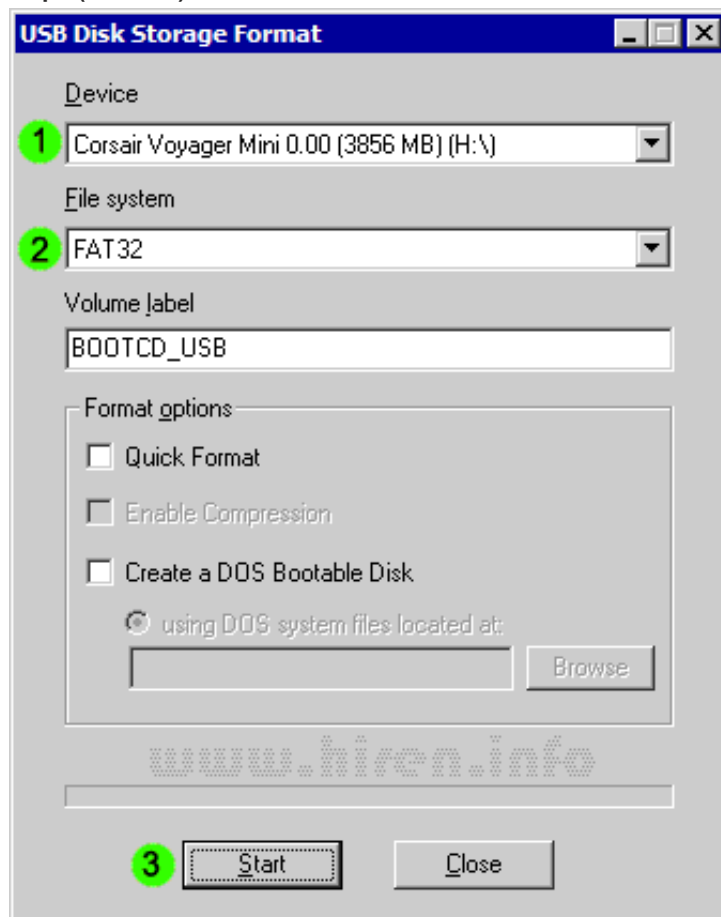 USB Disk Storage Format
Device
1 Corsair Voyager Mini 0.00 (3856 MB) (H:\)
File system
2 FAT32
Volume label
BOOTCD_USB
Format options
Quick Format
Enable Compression
Create a DOS Bootable Disk
using DOS system files located at:
Browse
www.hiren.info
3 Start Close